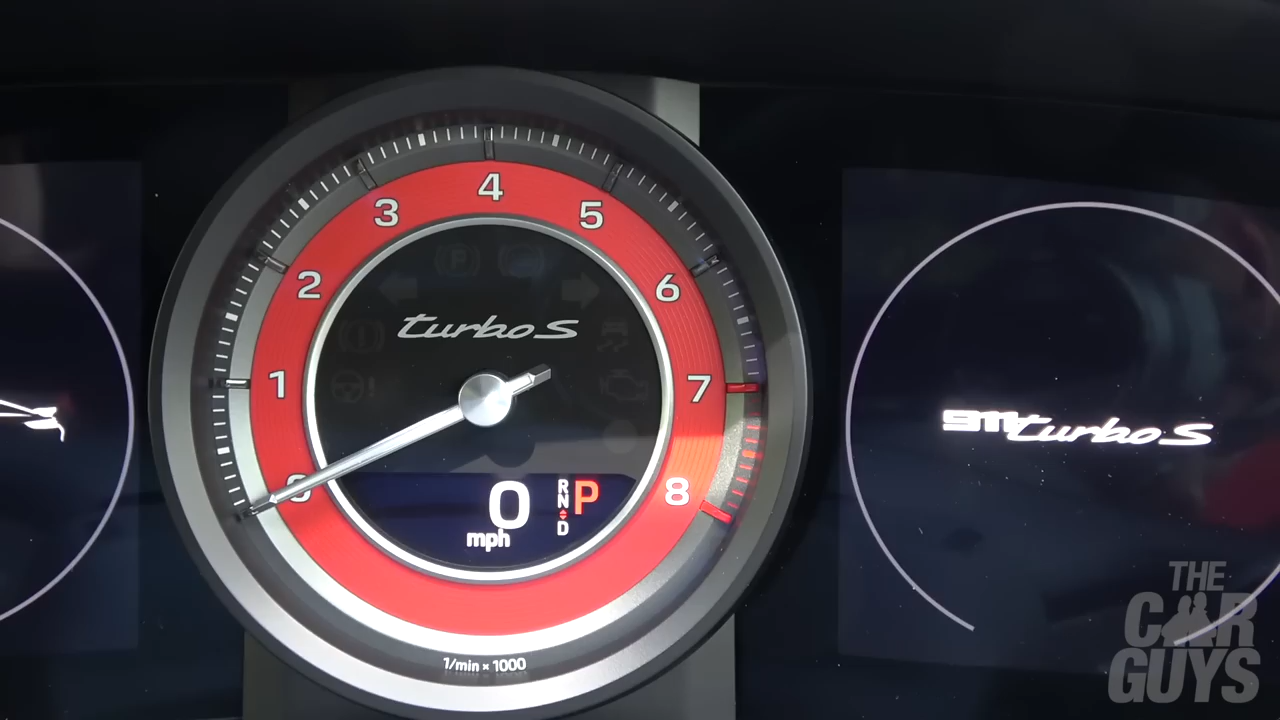 4
3
5
2
6
1
7
0
8
turbo S
0
mph
R
N
D
P
1/min × 1000
911 turbo S
THE
CAR
GUYS